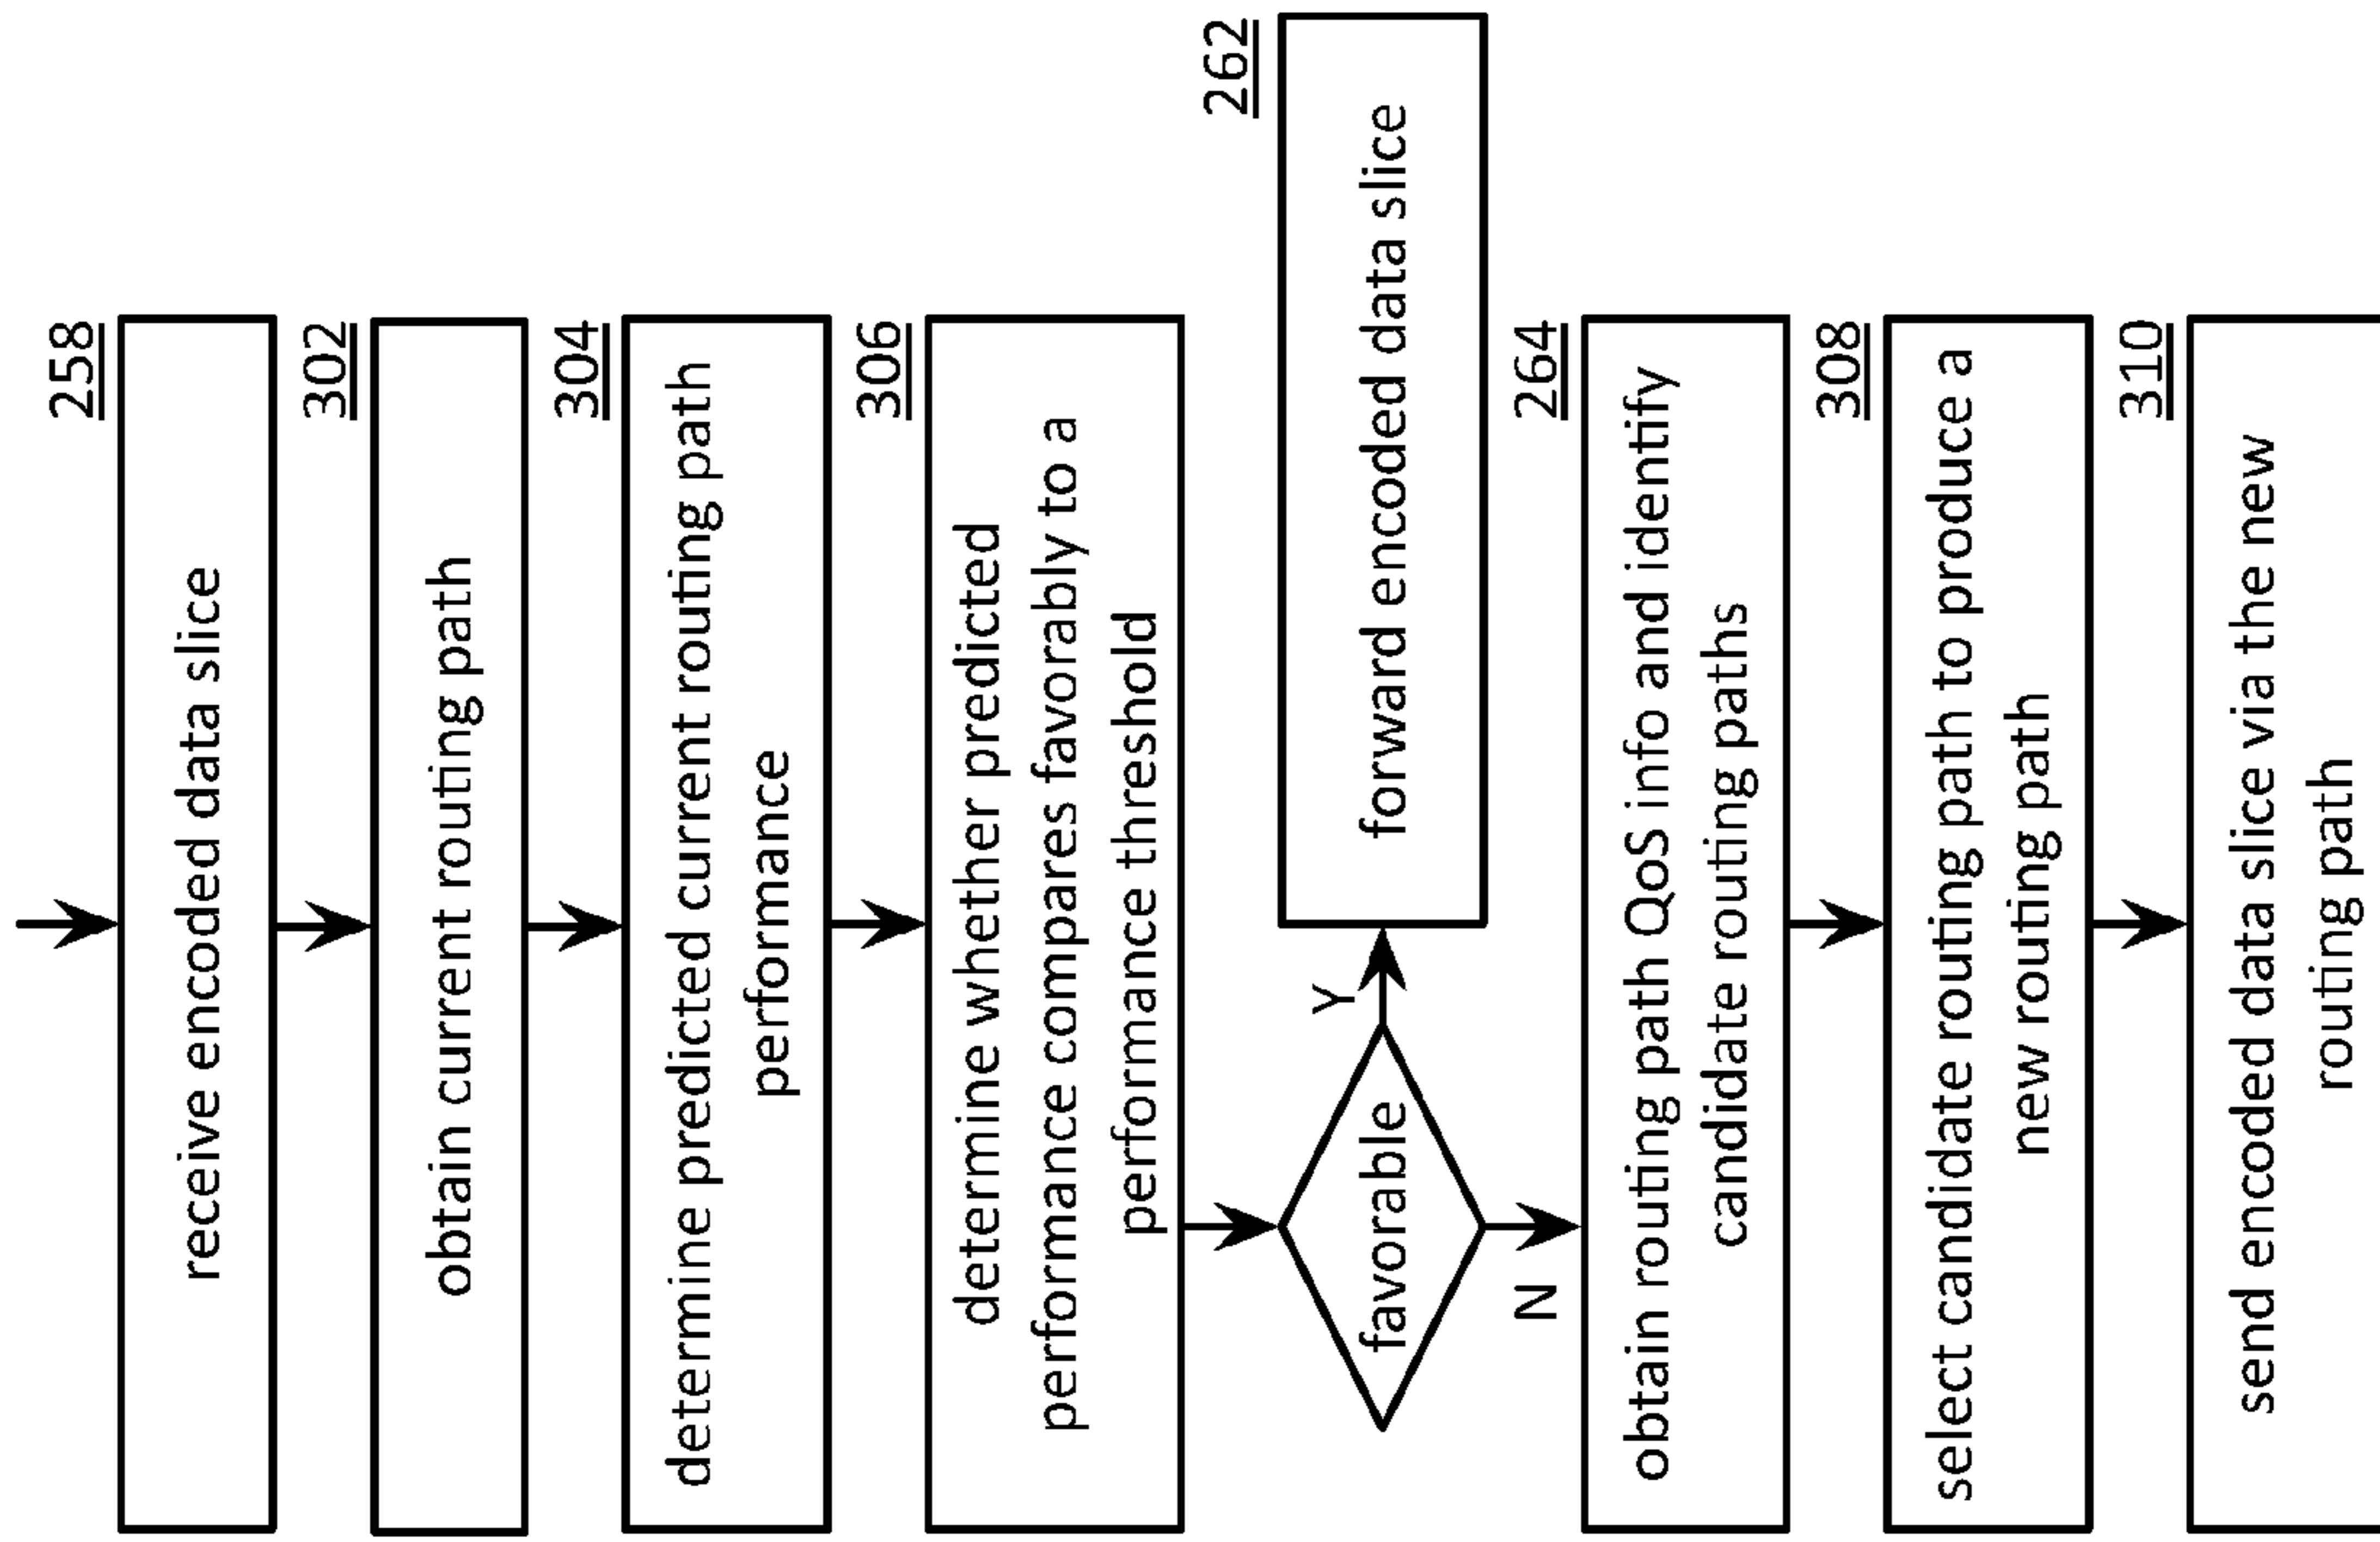 258
receive encoded data slice
302
obtain current routing path
304
determine predicted current routing path
performance
306
determine whether predicted
performance compares favorably to a
performance threshold
favorable
Y
262
forward encoded data slice
N
264
obtain routing path QoS info and identify
candidate routing paths
308
select candidate routing path to produce a
new routing path
310
send encoded data slice via the new
routing path